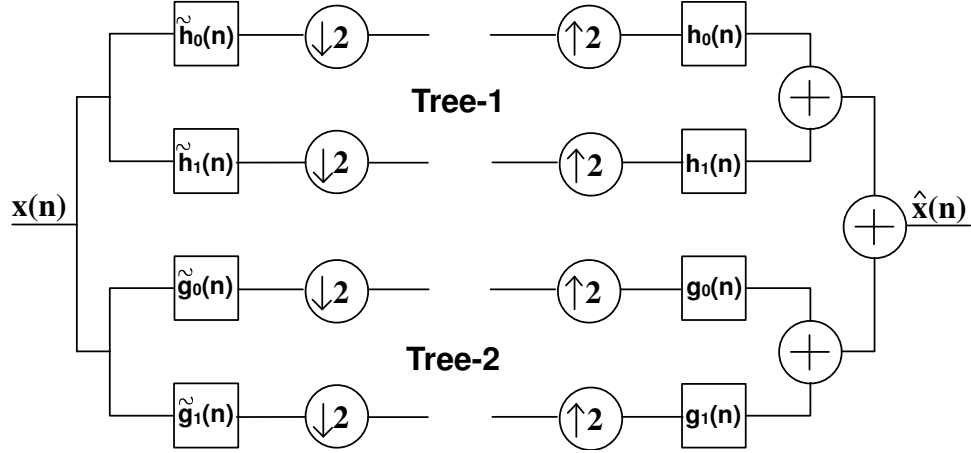 h̃₀(n) ↓2 ↑2 h₀(n)
Tree-1
h̃₁(n) ↓2 ↑2 h₁(n)
x(n) x̂(n)
g̃₀(n) ↓2 ↑2 g₀(n)
Tree-2
g̃₁(n) ↓2 ↑2 g₁(n)